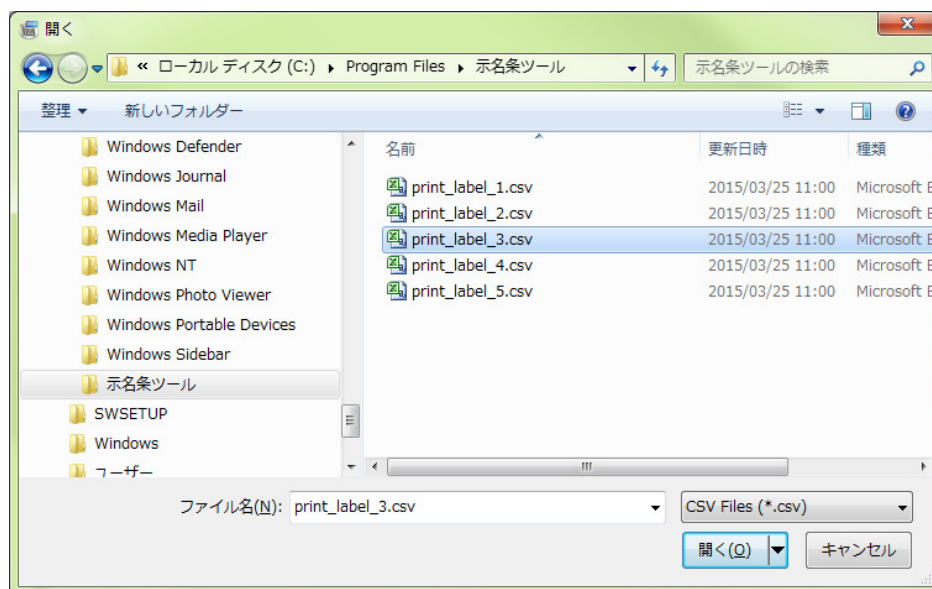 開く
« ローカル ディスク (C:) ▸ Program Files ▸ 示名条ツール
示名条ツールの検索
整理 ▼ 新しいフォルダー
Windows Defender
Windows Journal
Windows Mail
Windows Media Player
Windows NT
Windows Photo Viewer
Windows Portable Devices
Windows Sidebar
示名条ツール
SWSETUP
Windows
ユーザー
名前 更新日時 種類
print_label_1.csv 2015/03/25 11:00 Microsoft E
print_label_2.csv 2015/03/25 11:00 Microsoft E
print_label_3.csv 2015/03/25 11:00 Microsoft E
print_label_4.csv 2015/03/25 11:00 Microsoft E
print_label_5.csv 2015/03/25 11:00 Microsoft E
ファイル名(N): print_label_3.csv
CSV Files (*.csv)
開く(O) キャンセル